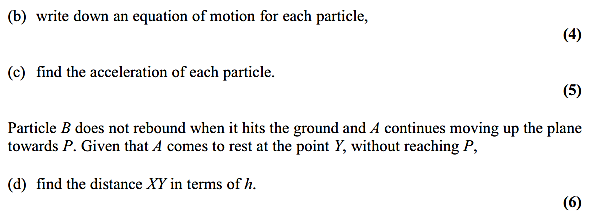 (b) write down an equation of motion for each particle,
(4)
(c) find the acceleration of each particle.
(5)
Particle B does not rebound when it hits the ground and A continues moving up the plane
towards P. Given that A comes to rest at the point Y, without reaching P,
(d) find the distance XY in terms of h.
(6)